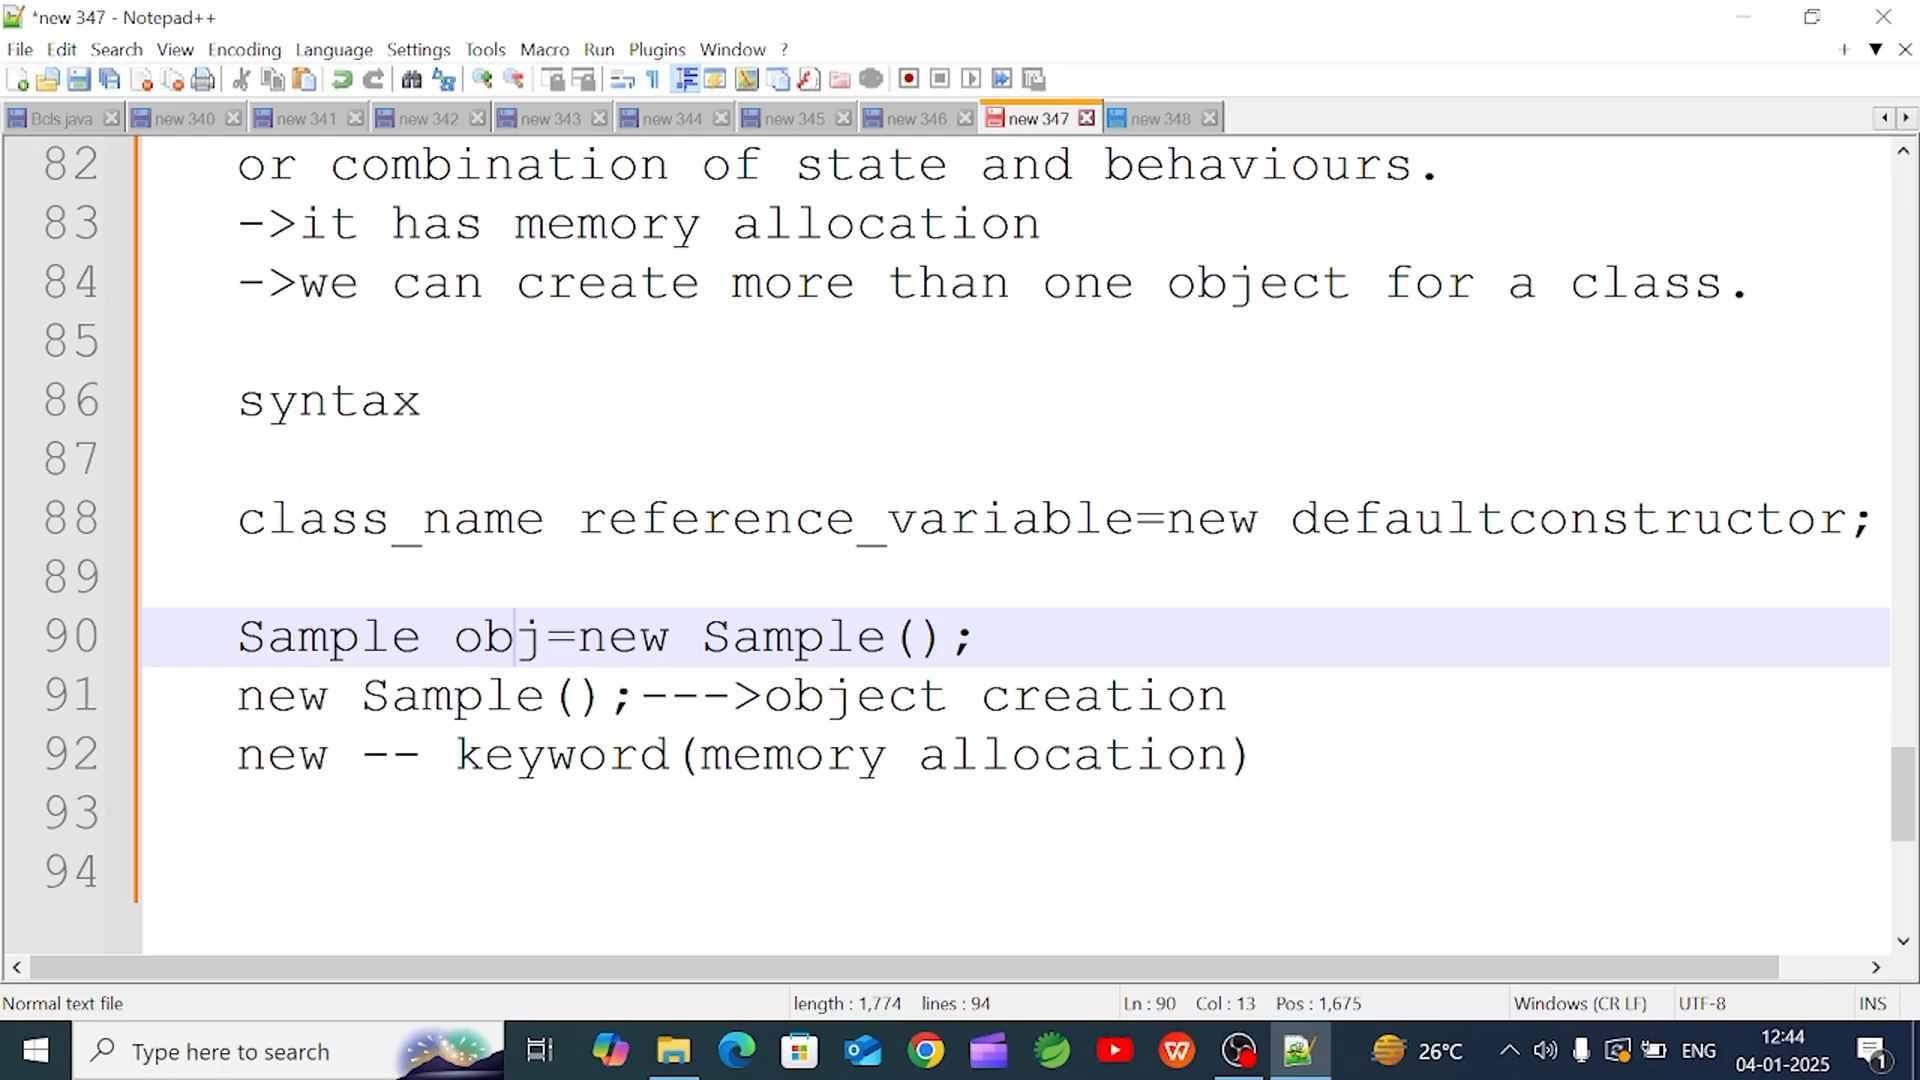 *new 347 - Notepad++
File Edit Search View Encoding Language Settings Tools Macro Run Plugins Window ?
Bcls java new 340 new 341 new 342 new 343 new 344 new 345 new 346 new 347 new 348
82 or combination of state and behaviours.
83 ->it has memory allocation
84 ->we can create more than one object for a class.
85
86 syntax
87
88 class_name reference_variable=new defaultconstructor;
89
90 Sample obj=new Sample();
91 new Sample();--->object creation
92 new -- keyword(memory allocation)
93
94
Normal text file length : 1,774 lines : 94 Ln : 90 Col : 13 Pos : 1,675 Windows (CR LF) UTF-8 INS
Type here to search 26°C ENG 12:44
04-01-2025 1